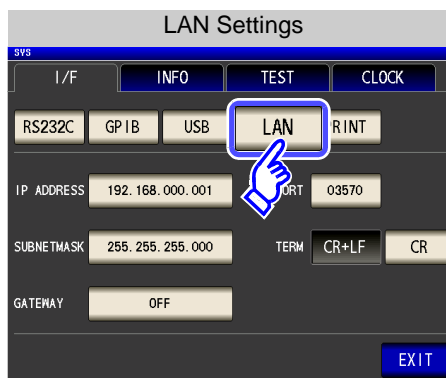 LAN Settings
SYS
I/F INFO TEST CLOCK
RS232C GPIB USB LAN RINT
IP ADDRESS 192.168.000.001 ORT 03570
SUBNETMASK 255.255.255.000 TERM CR+LF CR
GATEWAY OFF
EXIT